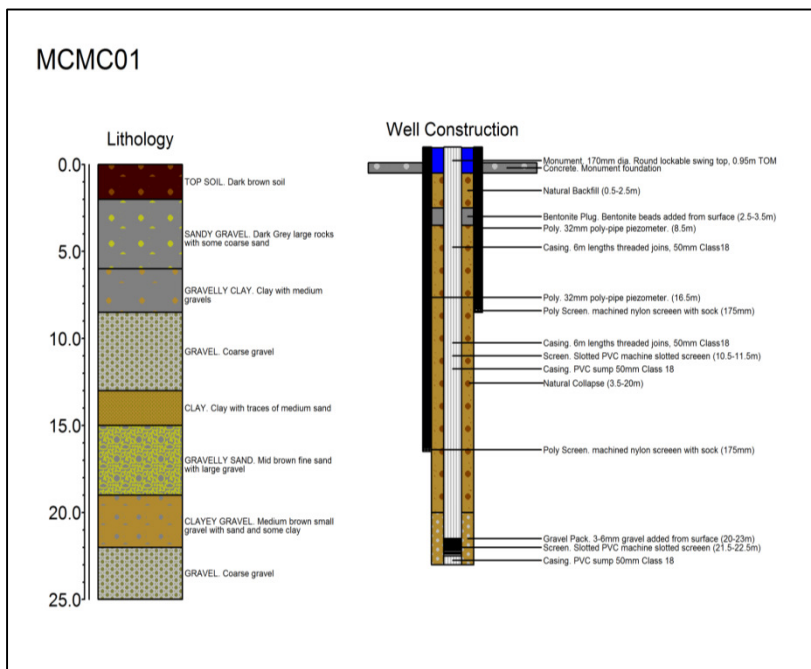 MCMC01
Lithology
0.0
5.0
10.0
15.0
20.0
25.0
TOP SOIL. Dark brown soil
SANDY GRAVEL. Dark Grey large rocks
with some coarse sand
GRAVELLY CLAY. Clay with medium
gravels
GRAVEL. Coarse gravel
CLAY. Clay with traces of medium sand
GRAVELLY SAND. Mid brown fine sand
with large gravel
CLAYEY GRAVEL. Medium brown small
gravel with sand and some clay
GRAVEL. Coarse gravel
Well Construction
Monument, 170mm dia. Round lockable swing top, 0.95m TOM
Concrete. Monument foundation
Natural Backfill (0.5-2.5m)
Bentonite Plug. Bentonite beads added from surface (2.5-3.5m)
Poly. 32mm poly-pipe piezometer. (8.5m)
Casing. 6m lengths threaded joins, 50mm Class18
Poly. 32mm poly-pipe piezometer. (16.5m)
Poly Screen. machined nylon screeen with sock (175mm)
Casing. 6m lengths threaded joins, 50mm Class18
Screen. Slotted PVC machine slotted screeen (10.5-11.5m)
Casing. PVC sump 50mm Class 18
Natural Collapse (3.5-20m)
Poly Screen. machined nylon screeen with sock (175mm)
Gravel Pack. 3-6mm gravel added from surface (20-23m)
Screen. Slotted PVC machine slotted screeen (21.5-22.5m)
Casing. PVC sump 50mm Class 18